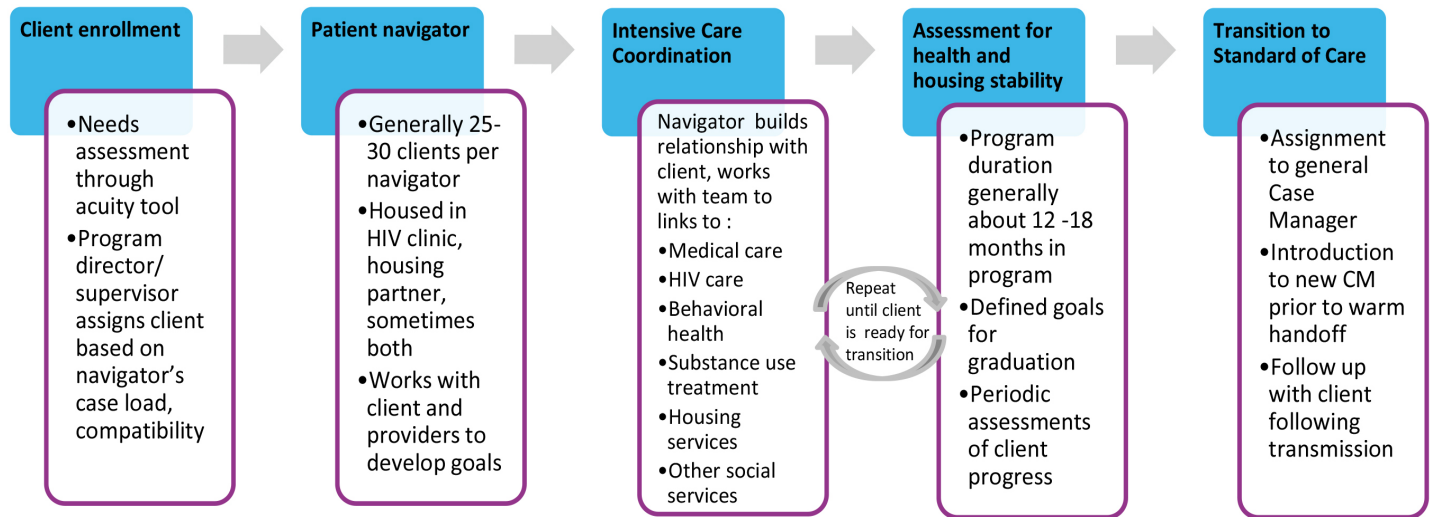 Client enrollment
•Needs
assessment
through
acuity tool
•Program
director/
supervisor
assigns client
based on
navigator's
case load,
compatibility
Patient navigator
•Generally 25-
30 clients per
navigator
•Housed in
HIV clinic,
housing
partner,
sometimes
both
•Works with
client and
providers to
develop goals
Intensive Care
Coordination
Navigator builds
relationship with
client, works
with team to
links to :
•Medical care
•HIV care
•Behavioral
health
•Substance use
treatment
•Housing
services
•Other social
services
Repeat
until client
is ready for
transition
Assessment for
health and
housing stability
•Program
duration
generally
about 12 -18
months in
program
•Defined goals
for
graduation
•Periodic
assessments
of client
progress
Transition to
Standard of Care
•Assignment
to general
Case
Manager
•Introduction
to new CM
prior to warm
handoff
•Follow up
with client
following
transmission